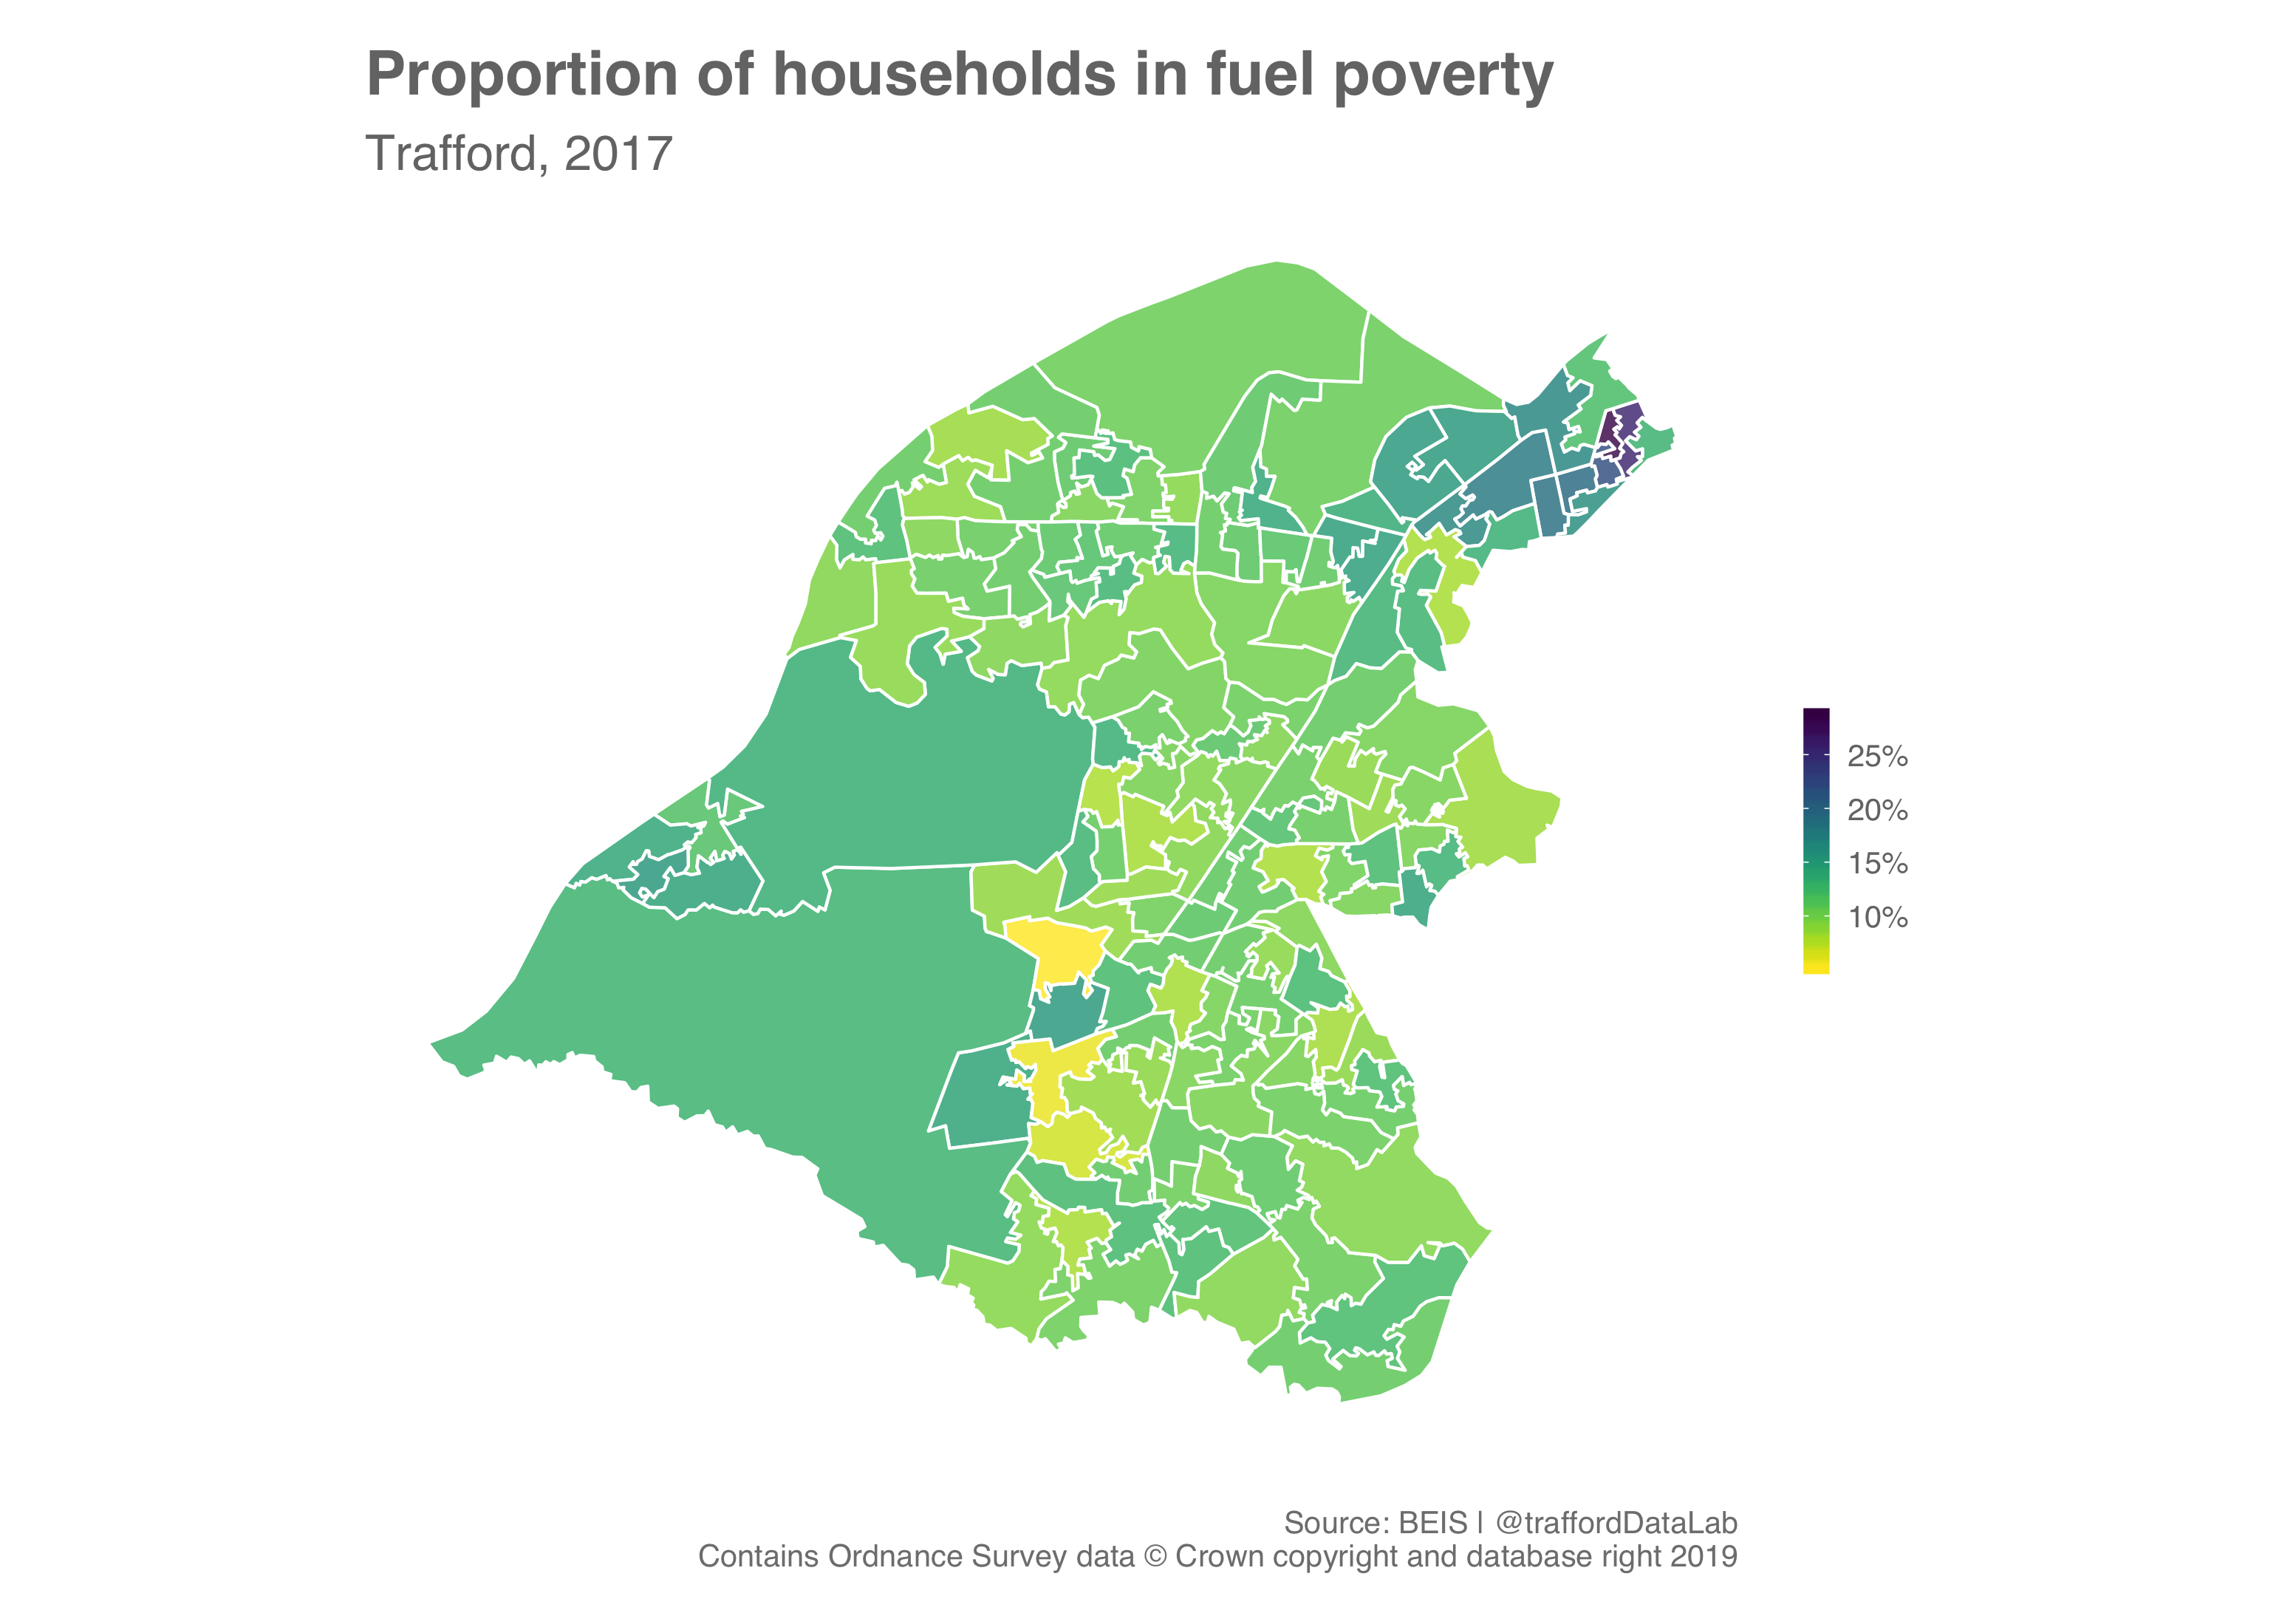 Proportion of households in fuel poverty
Trafford, 2017
25%
20%
15%
10%
Source: BEIS | @traffordDataLab
Contains Ordnance Survey data © Crown copyright and database right 2019